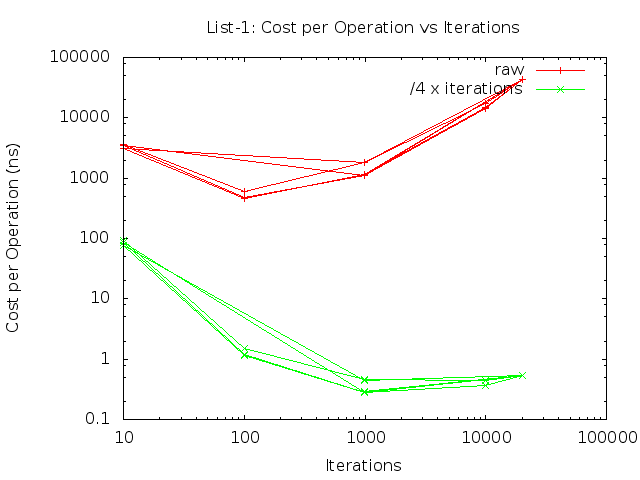 List-1: Cost per Operation vs Iterations
100000
10000
1000
100
10
1
0.1
Cost per Operation (ns)
raw
/4 x iterations
10 100 1000 10000 100000
Iterations